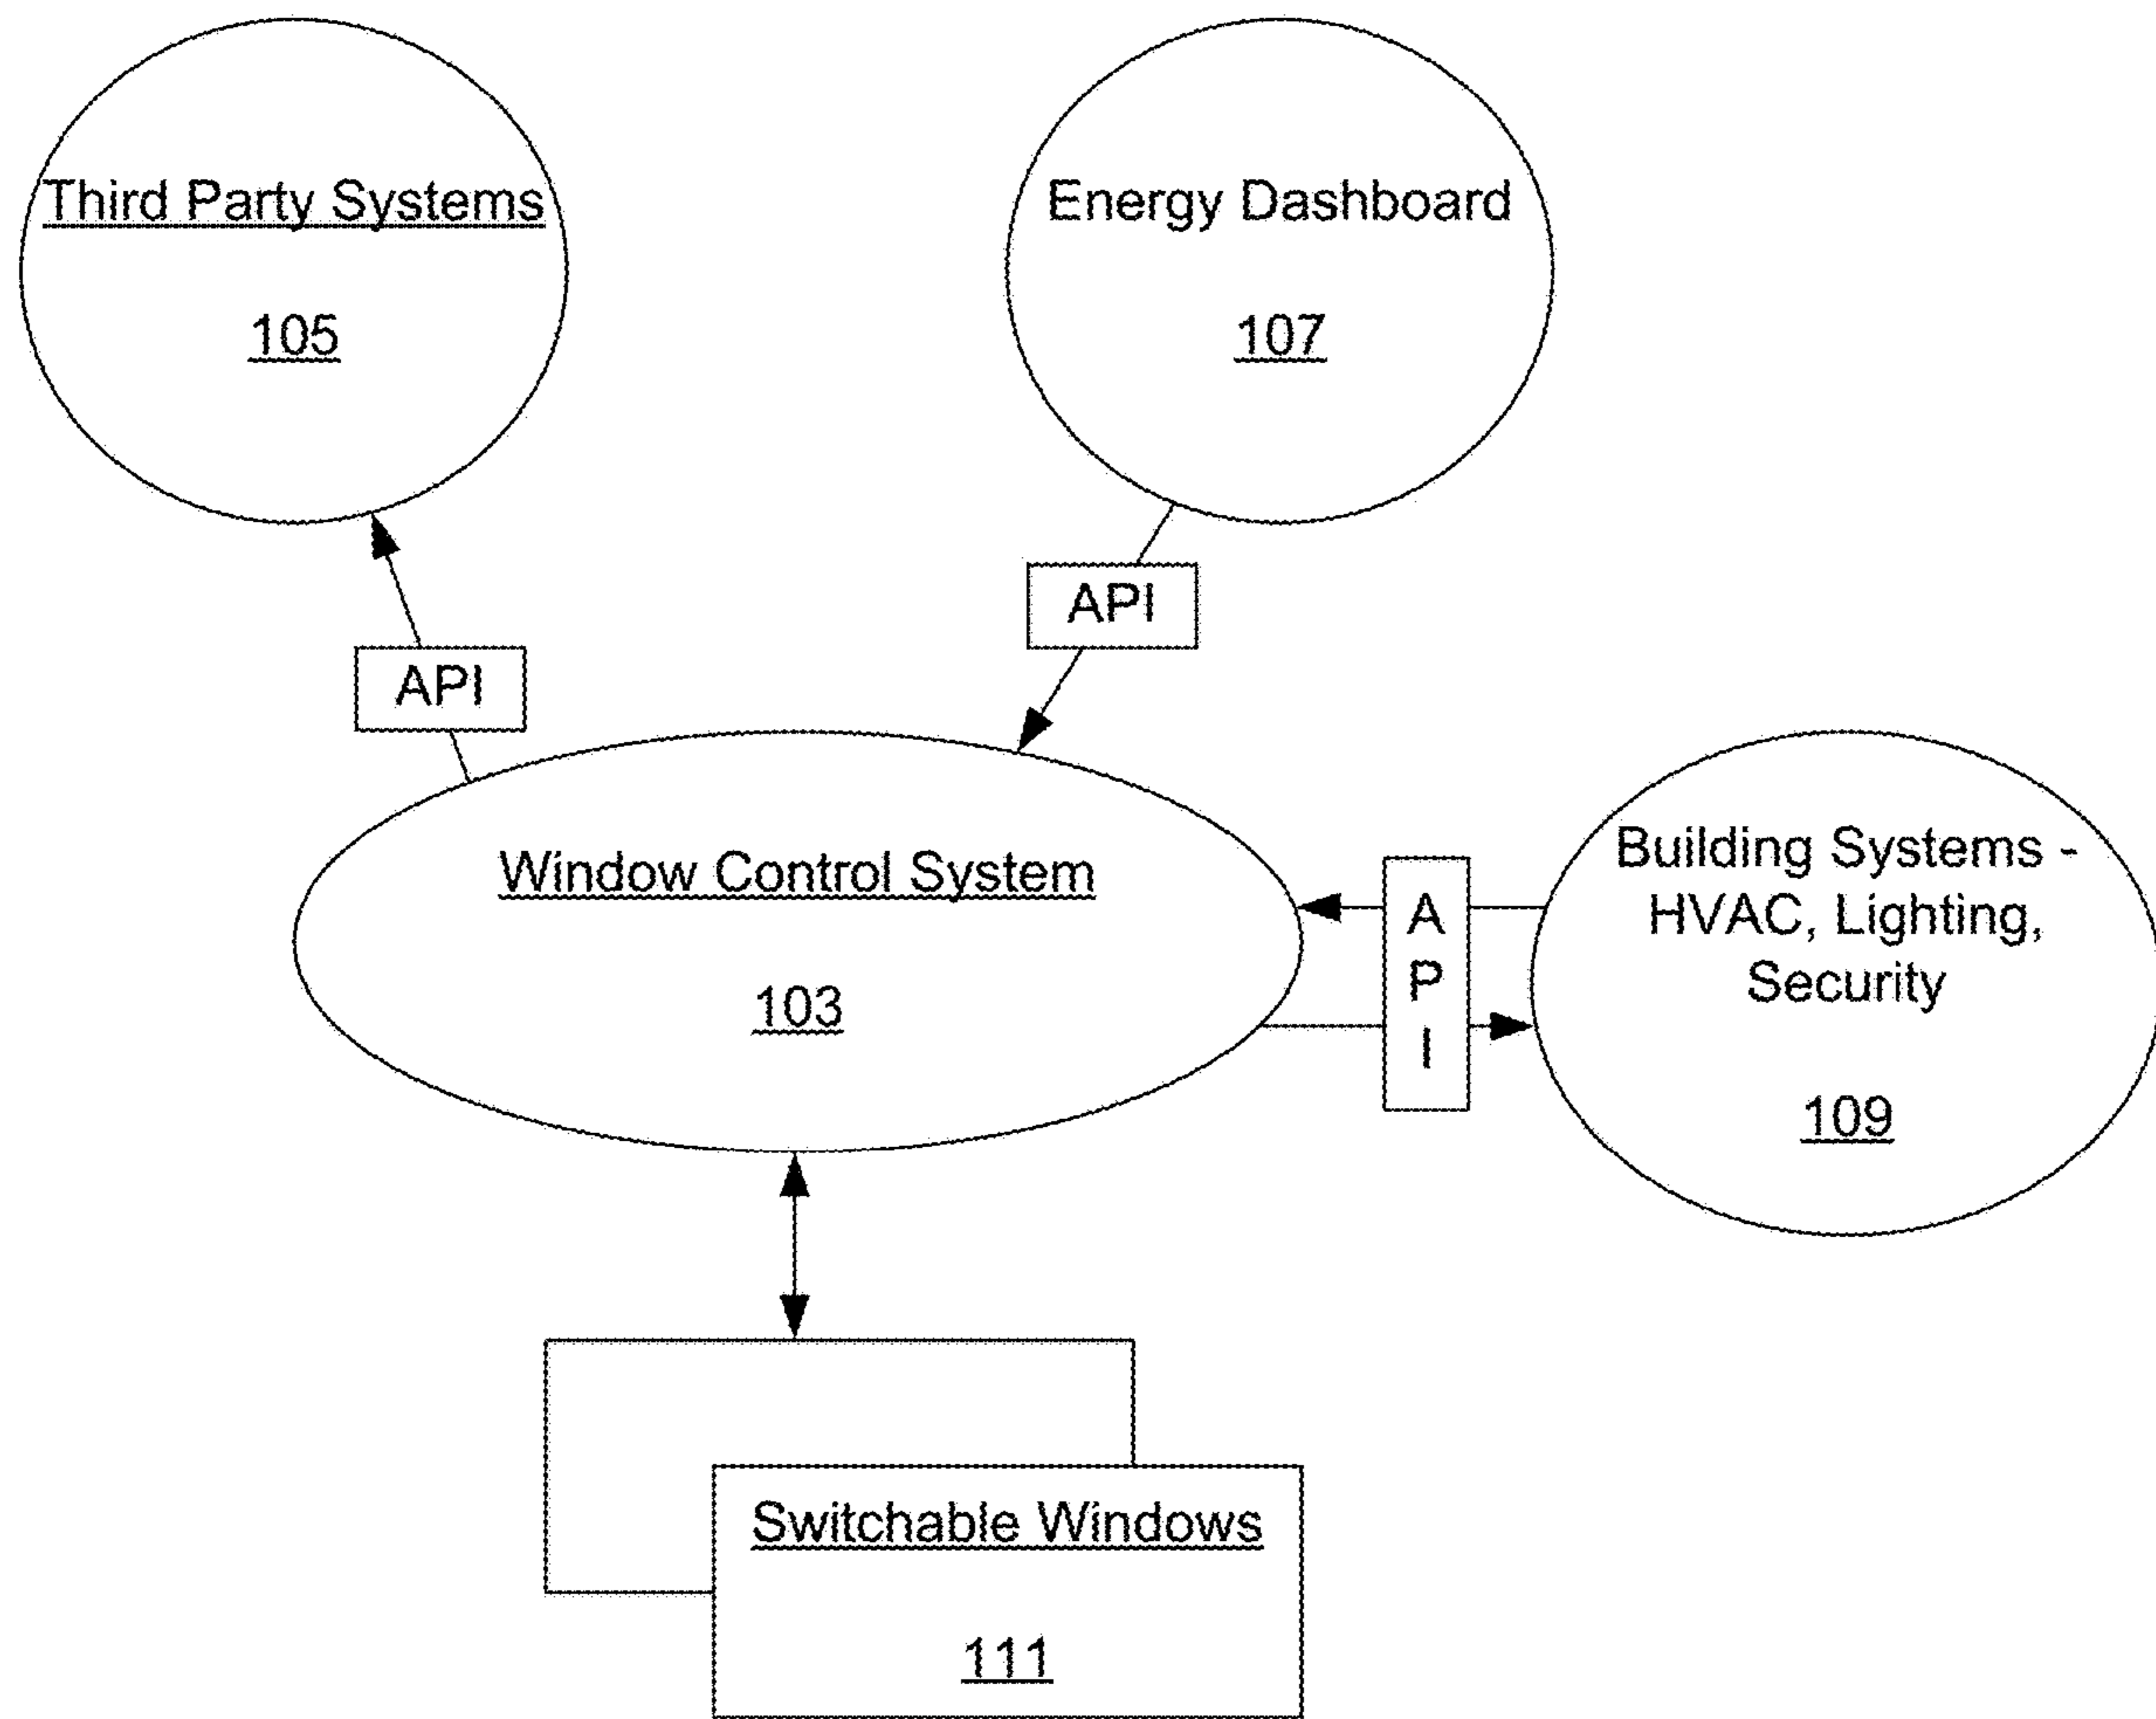 Third Party Systems
105
Energy Dashboard
107
API
API
Window Control System
103
A
P
I
Building Systems -
HVAC, Lighting,
Security
109
Switchable Windows
111